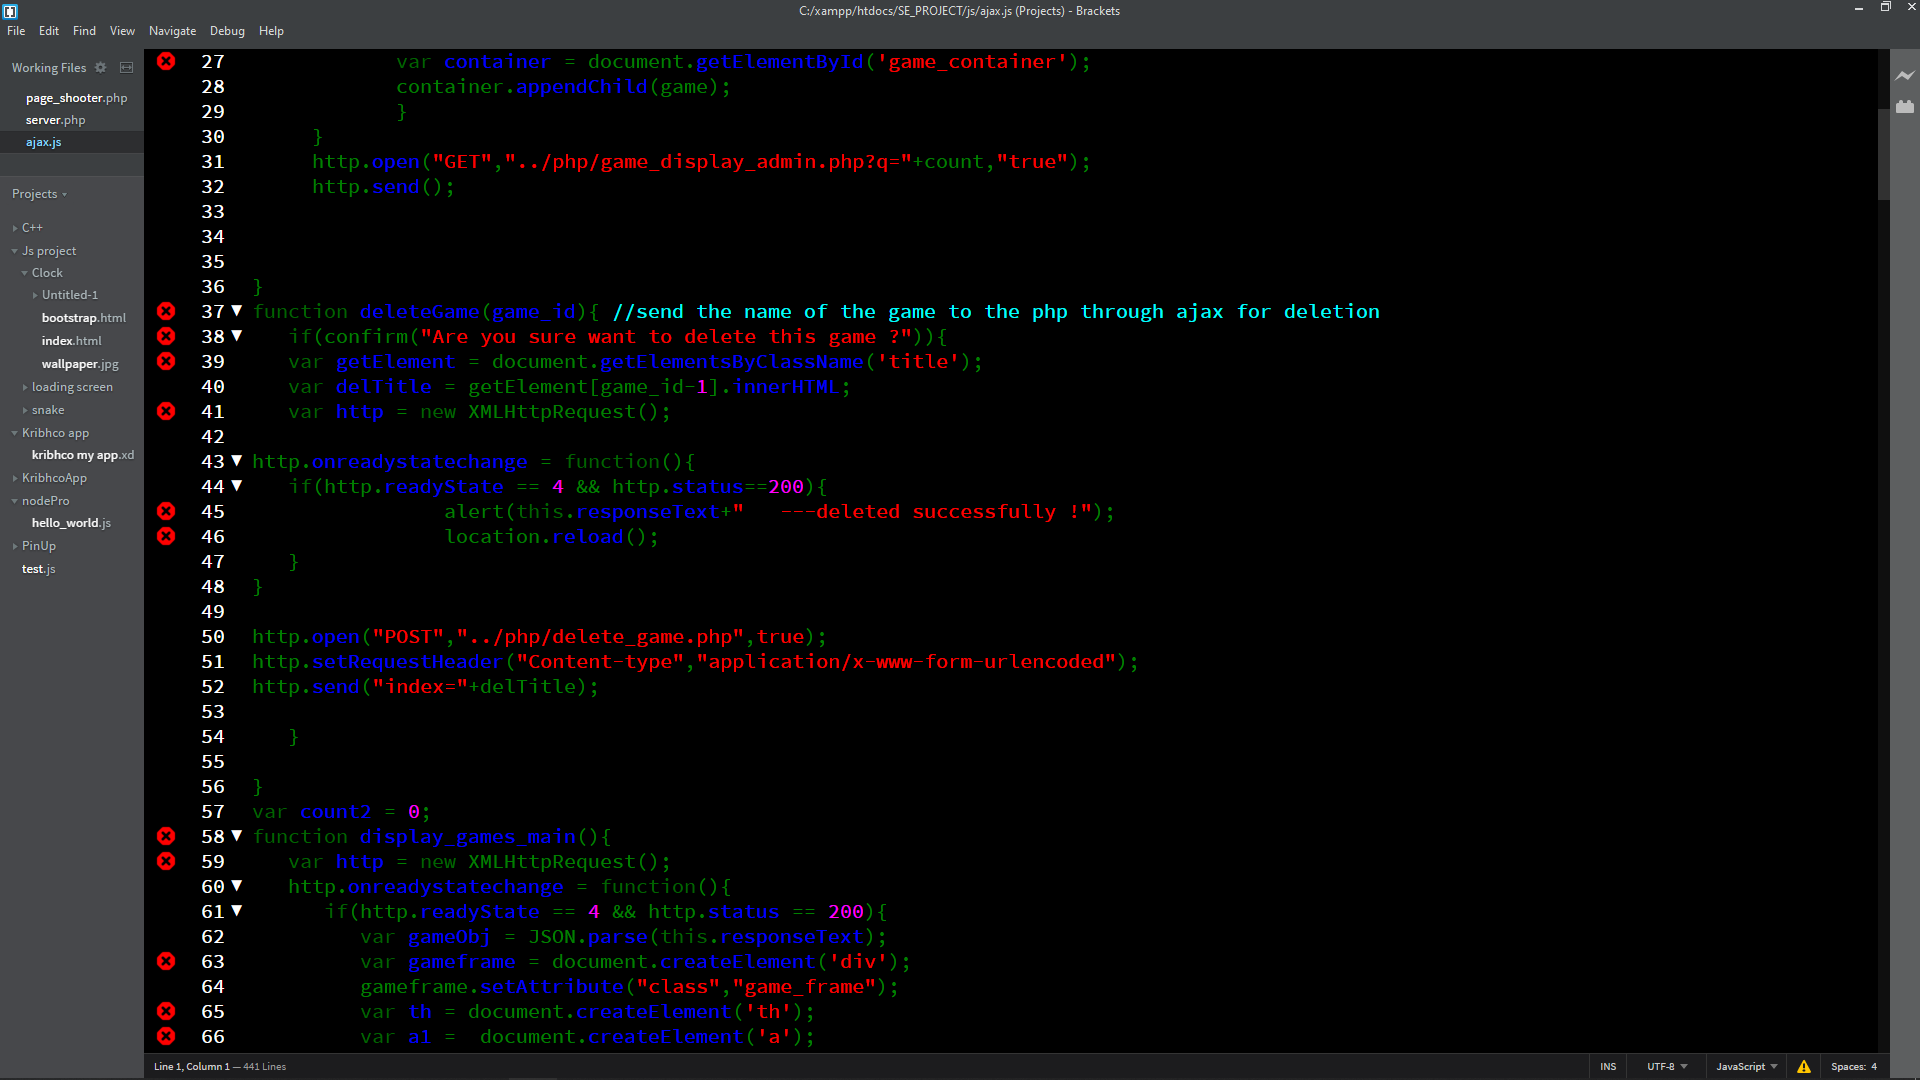 C:/xampp/htdocs/SE_PROJECT/js/ajax.js (Projects) - Brackets
File Edit Find View Navigate Debug Help
Working Files
page_shooter.php
server.php
ajax.js
Projects
C++
Js project
Clock
Untitled-1
bootstrap.html
index.html
wallpaper.jpg
loading screen
snake
Kribhco app
kribhco my app.xd
KribhcoApp
nodePro
hello_world.js
PinUp
test.js
27 var container = document.getElementById('game_container');
28 container.appendChild(game);
29 }
30 }
31 http.open("GET","../php/game_display_admin.php?q="+count,"true");
32 http.send();
33
34
35
36 }
37 function deleteGame(game_id){ //send the name of the game to the php through ajax for deletion
38 if(confirm("Are you sure want to delete this game ?")){
39 var getElement = document.getElementsByClassName('title');
40 var delTitle = getElement[game_id-1].innerHTML;
41 var http = new XMLHttpRequest();
42
43 http.onreadystatechange = function(){
44 if(http.readyState == 4 && http.status==200){
45 alert(this.responseText+"   ---deleted successfully !");
46 location.reload();
47 }
48 }
49
50 http.open("POST","../php/delete_game.php",true);
51 http.setRequestHeader("Content-type","application/x-www-form-urlencoded");
52 http.send("index="+delTitle);
53
54 }
55
56 }
57 var count2 = 0;
58 function display_games_main(){
59 var http = new XMLHttpRequest();
60 http.onreadystatechange = function(){
61 if(http.readyState == 4 && http.status == 200){
62 var gameObj = JSON.parse(this.responseText);
63 var gameframe = document.createElement('div');
64 gameframe.setAttribute("class","game_frame");
65 var th = document.createElement('th');
66 var a1 =  document.createElement('a');
Line 1, Column 1 — 441 Lines
INS UTF-8 JavaScript Spaces: 4